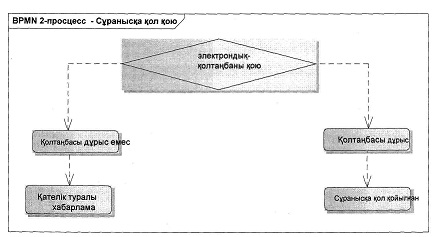 BPMN 2-просцесс - Сұранысқа қол қою
электрондық-
қолтаңбаны қою
Қолтаңбасы дұрыс емес
Қолтаңбасы дұрыс
Қателік туралы
хабарлама
Сұранысқа қол қойылған